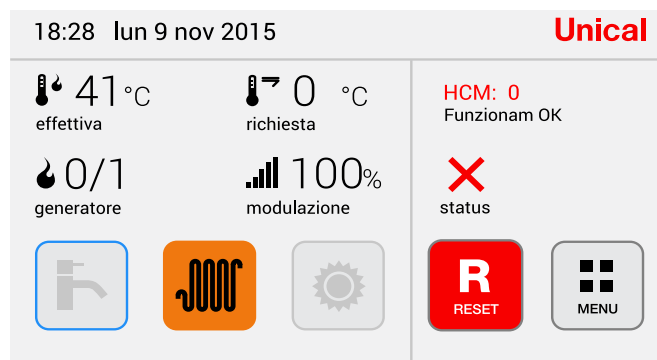 18:28 lun 9 nov 2015 Unical
41°C 0 °C HCM: 0
effettiva richiesta Funzionam OK
0/1 100%
generatore modulazione status
R
RESET MENU